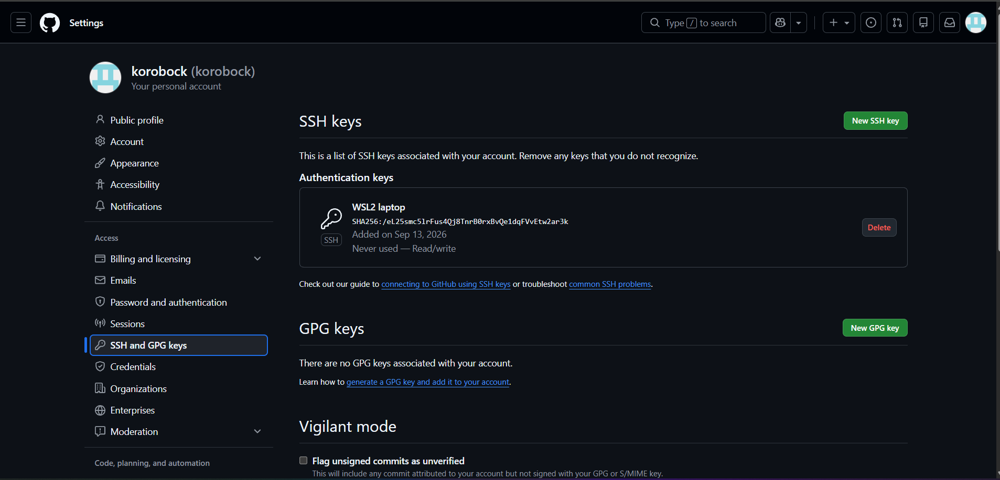 Settings
Type / to search
korobock (korobock)
Your personal account
Public profile
Account
Appearance
Accessibility
Notifications
Access
Billing and licensing
Emails
Password and authentication
Sessions
SSH and GPG keys
Credentials
Organizations
Enterprises
Moderation
Code, planning, and automation
SSH keys
New SSH key
This is a list of SSH keys associated with your account. Remove any keys that you do not recognize.
Authentication keys
WSL2 laptop
SHA256:/eL25smc5lrFus4Qj8TnrB0rxBvQe1dqFVvEtw2ar3k
Added on Sep 13, 2026
Never used — Read/write
SSH
Delete
Check out our guide to connecting to GitHub using SSH keys or troubleshoot common SSH problems.
GPG keys
New GPG key
There are no GPG keys associated with your account.
Learn how to generate a GPG key and add it to your account.
Vigilant mode
Flag unsigned commits as unverified
This will include any commit attributed to your account but not signed with your GPG or S/MIME key.